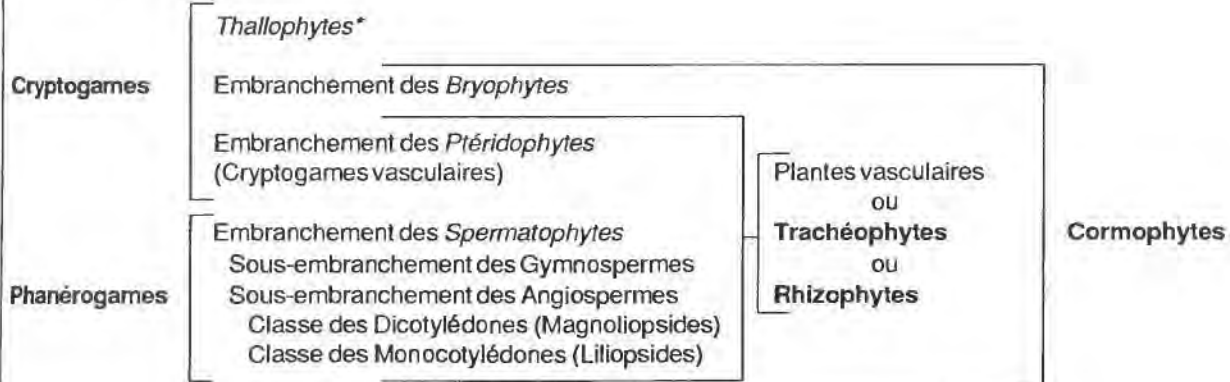 Thallophytes*
Cryptogames
Embranchement des Bryophytes
Embranchement des Ptéridophytes
(Cryptogames vasculaires)
Phanérogames
Embranchement des Spermatophytes
Sous-embranchement des Gymnospermes
Sous-embranchement des Angiospermes
Classe des Dicotylédones (Magnoliopsides)
Classe des Monocotylédones (Liliopsides)
Plantes vasculaires
ou
Trachéophytes
ou
Rhizophytes
Cormophytes